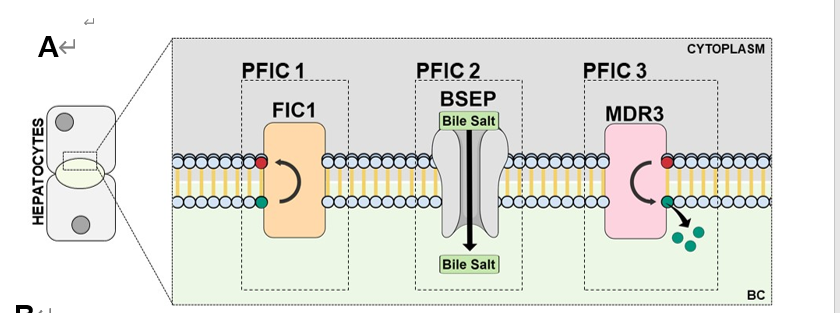 A
CYTOPLASM
PFIC 1
PFIC 2
PFIC 3
FIC1
BSEP
MDR3
Bile Salt
HEPATOCYTES
Bile Salt
BC
B